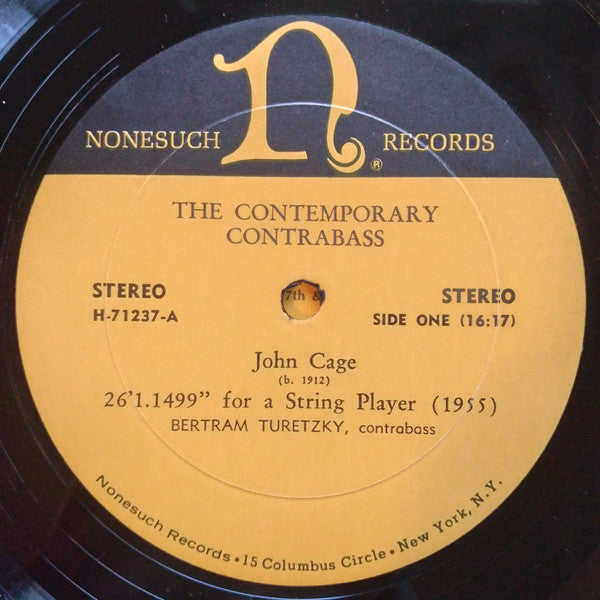 n
NONESUCH RECORDS
®
THE CONTEMPORARY
CONTRABASS
STEREO
H-71237-A
7th &
STEREO
SIDE ONE (16:17)
John Cage
(b. 1912)
26'1.1499” for a String Player (1955)
BERTRAM TURETZKY, contrabass
Nonesuch Records • 15 Columbus Circle • New York, N.Y.